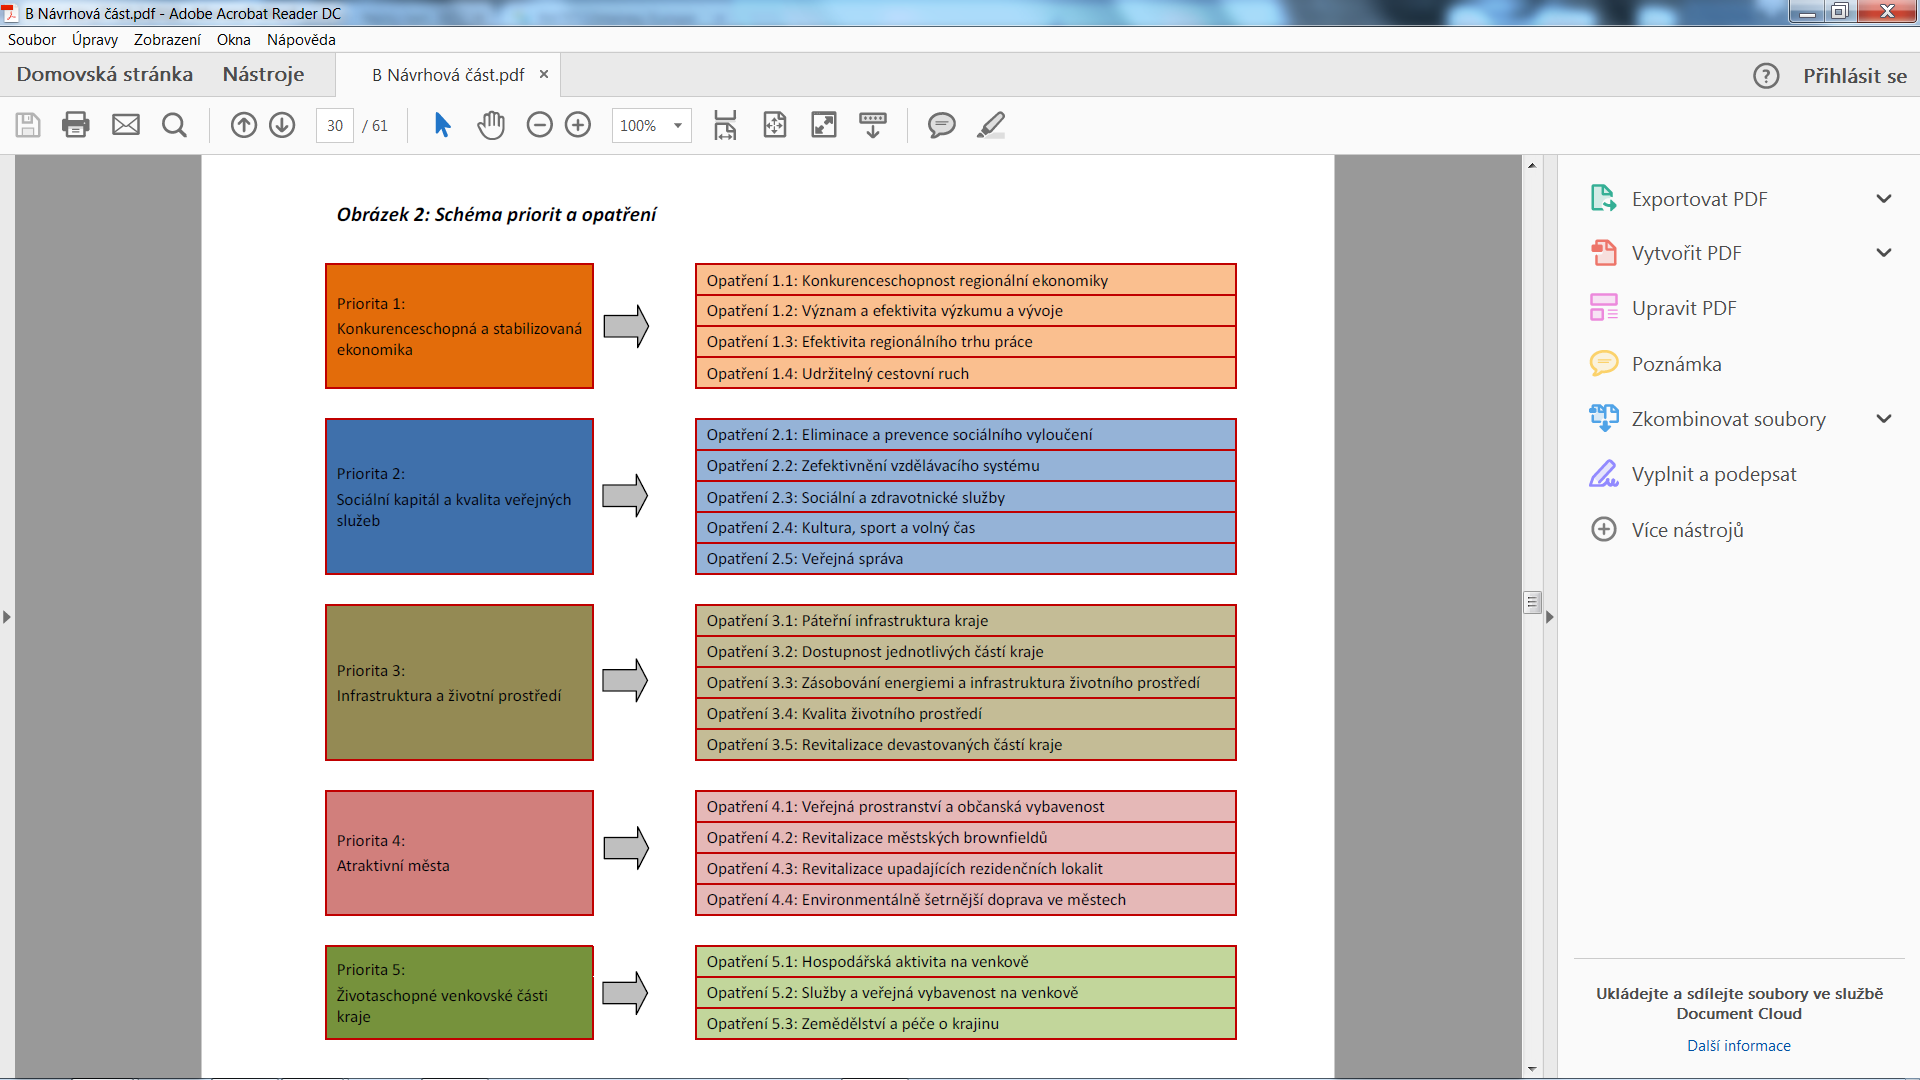 B Návrhová část.pdf - Adobe Acrobat Reader DC
Soubor Úpravy Zobrazení Okna Nápověda
Domovská stránka Nástroje B Návrhová část.pdf × ? Přihlásit se
30 / 61 100%
Obrázek 2: Schéma priorit a opatření
Priorita 1:
Konkurenceschopná a stabilizovaná
ekonomika
Opatření 1.1: Konkurenceschopnost regionální ekonomiky
Opatření 1.2: Význam a efektivita výzkumu a vývoje
Opatření 1.3: Efektivita regionálního trhu práce
Opatření 1.4: Udržitelný cestovní ruch
Priorita 2:
Sociální kapitál a kvalita veřejných
služeb
Opatření 2.1: Eliminace a prevence sociálního vyloučení
Opatření 2.2: Zefektivnění vzdělávacího systému
Opatření 2.3: Sociální a zdravotnické služby
Opatření 2.4: Kultura, sport a volný čas
Opatření 2.5: Veřejná správa
Priorita 3:
Infrastruktura a životní prostředí
Opatření 3.1: Páteřní infrastruktura kraje
Opatření 3.2: Dostupnost jednotlivých částí kraje
Opatření 3.3: Zásobování energiemi a infrastruktura životního prostředí
Opatření 3.4: Kvalita životního prostředí
Opatření 3.5: Revitalizace devastovaných částí kraje
Priorita 4:
Atraktivní města
Opatření 4.1: Veřejná prostranství a občanská vybavenost
Opatření 4.2: Revitalizace městských brownfieldů
Opatření 4.3: Revitalizace upadajících rezidenčních lokalit
Opatření 4.4: Environmentálně šetrnější doprava ve městech
Priorita 5:
Životaschopné venkovské části
kraje
Opatření 5.1: Hospodářská aktivita na venkově
Opatření 5.2: Služby a veřejná vybavenost na venkově
Opatření 5.3: Zemědělství a péče o krajinu
Exportovat PDF
Vytvořit PDF
Upravit PDF
Poznámka
Zkombinovat soubory
Vyplnit a podepsat
Více nástrojů
Ukládejte a sdílejte soubory ve službě
Document Cloud
Další informace